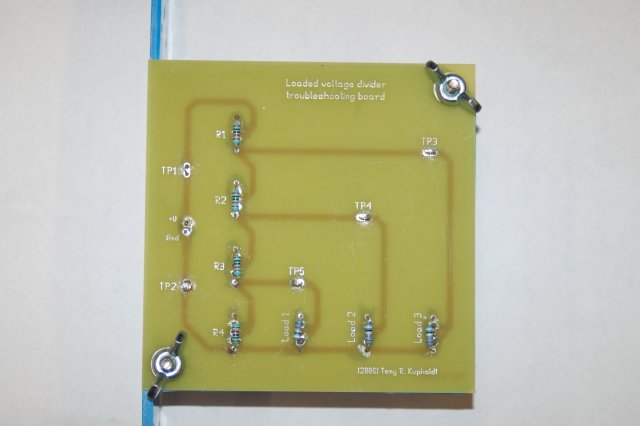 Loaded voltage divider
troubleshooting board
R1
TP3
TP1
R2
TP4
+V
Gnd
R3
TP5
TP2
R4
Load 1
Load 2
Load 3
(2006) Tony R. Kuphaldt